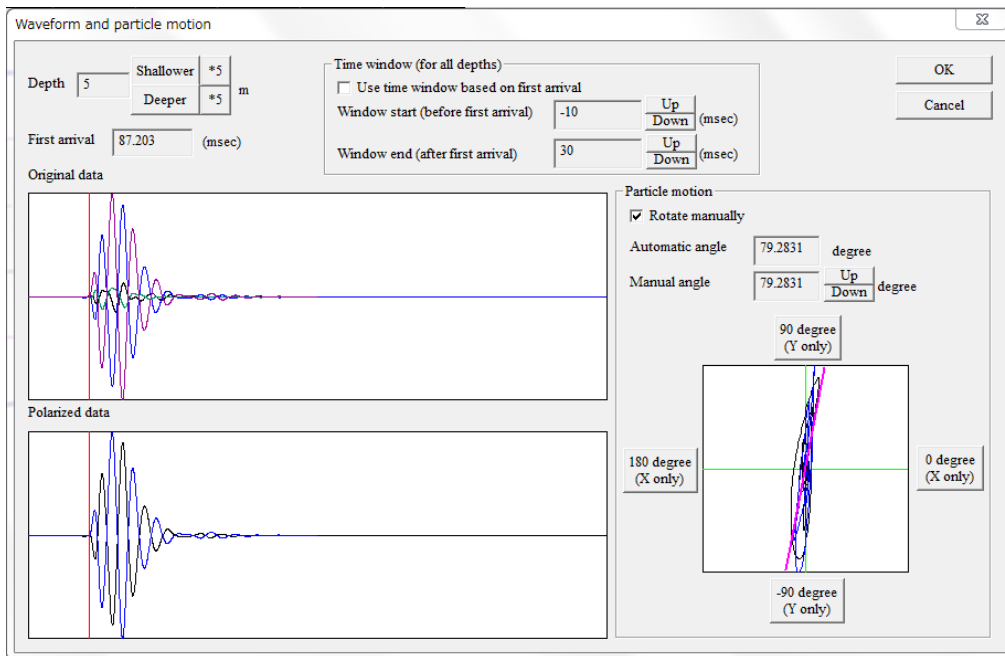 Waveform and particle motion
Depth
5
Shallower
*5
Deeper
*5
m
First arrival
87.203
(msec)
Time window (for all depths)
Use time window based on first arrival
Window start (before first arrival)
-10
Up
Down
(msec)
Window end (after first arrival)
30
Up
Down
(msec)
OK
Cancel
Original data
Polarized data
Particle motion
Rotate manually
Automatic angle
79.2831
degree
Manual angle
79.2831
Up
Down
degree
90 degree
(Y only)
180 degree
(X only)
0 degree
(X only)
-90 degree
(Y only)